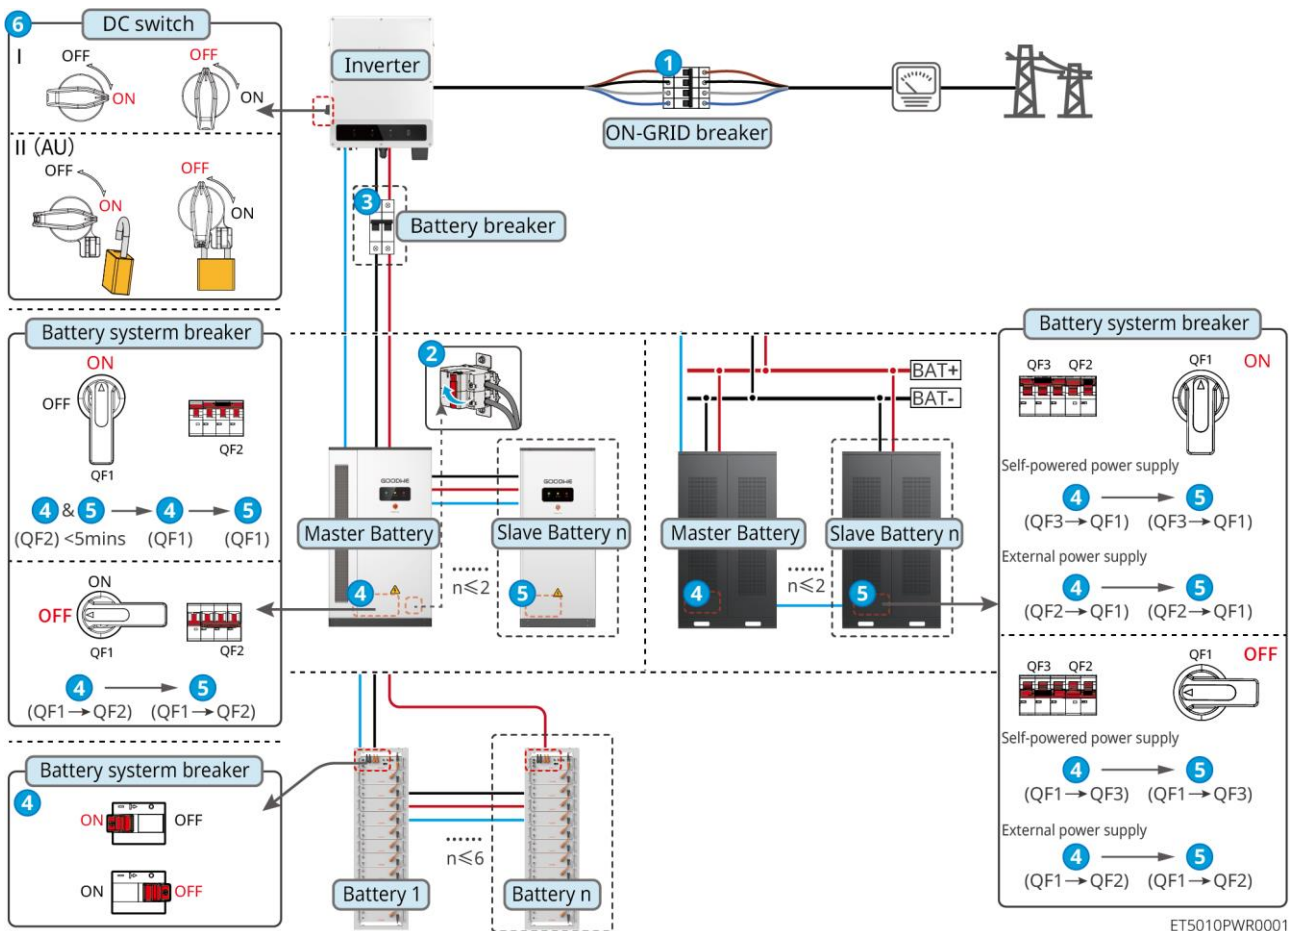 6
DC switch
I
OFF
ON
OFF
ON
II (AU)
OFF
ON
OFF
ON
Inverter
1
ON-GRID breaker
3
Battery breaker
Battery systerm breaker
ON
OFF
QF1
QF2
4 & 5 → 4 → 5
(QF2) <5mins (QF1) (QF1)
ON
OFF
QF1
QF2
4 → 5
(QF1→QF2) (QF1→QF2)
2
GOODWE
Master Battery
4
n≤2
GOODWE
Slave Battery n
5
BAT+
BAT-
Master Battery
4
n≤2
Slave Battery n
5
Battery systerm breaker
QF3 QF2
QF1
ON
Self-powered power supply
4 → 5
(QF3→QF1) (QF3→QF1)
External power supply
4 → 5
(QF2→QF1) (QF2→QF1)
QF3 QF2
QF1
OFF
Self-powered power supply
4 → 5
(QF1→QF3) (QF1→QF3)
External power supply
4 → 5
(QF1→QF2) (QF1→QF2)
Battery systerm breaker
4
ON
OFF
ON
OFF
Battery 1
n≤6
Battery n
ET5010PWR0001